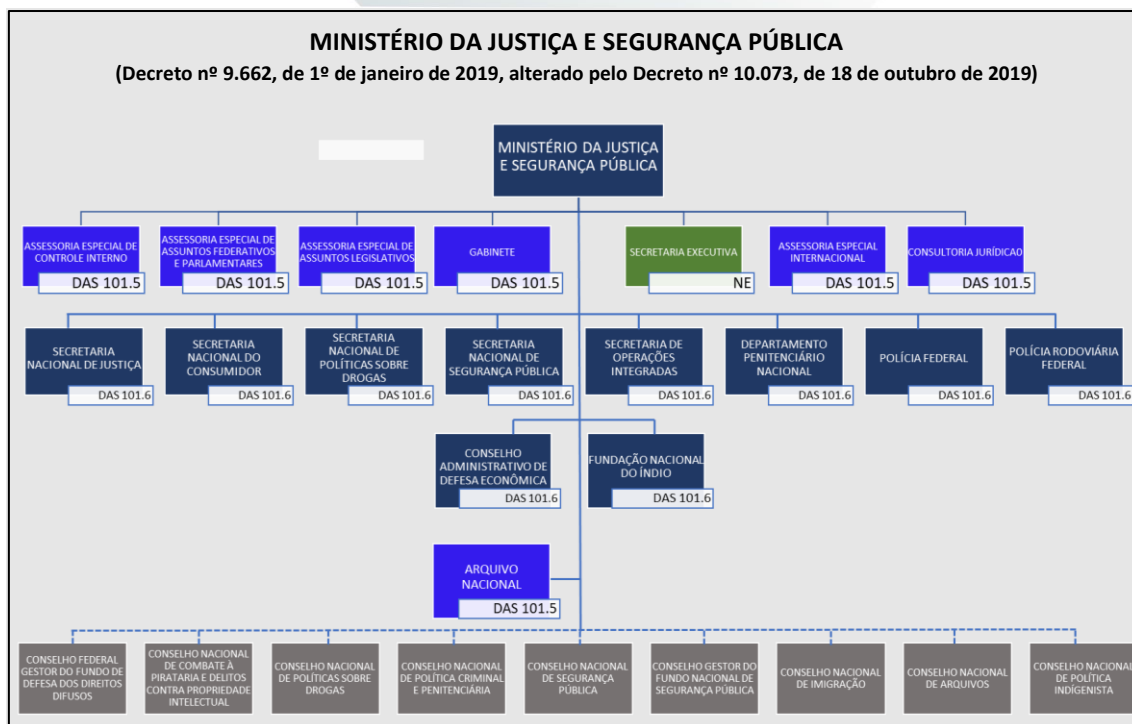 MINISTÉRIO DA JUSTIÇA E SEGURANÇA PÚBLICA
(Decreto nº 9.662, de 1º de janeiro de 2019, alterado pelo Decreto nº 10.073, de 18 de outubro de 2019)
MINISTÉRIO DA JUSTIÇA
E SEGURANÇA PÚBLICA
ASSESSORIA ESPECIAL DE
CONTROLE INTERNO
DAS 101.5
ASSESSORIA ESPECIAL DE
ASSUNTOS FEDERATIVOS
E PARLAMENTARES
DAS 101.5
ASSESSORIA ESPECIAL DE
ASSUNTOS LEGISLATIVOS
DAS 101.5
GABINETE
DAS 101.5
SECRETARIA EXECUTIVA
NE
ASSESSORIA ESPECIAL
INTERNACIONAL
DAS 101.5
CONSULTORIA JURÍDICAO
DAS 101.5
SECRETARIA
NACIONAL DE JUSTIÇA
DAS 101.6
SECRETARIA
NACIONAL DO
CONSUMIDOR
DAS 101.6
SECRETARIA
NACIONAL DE
POLÍTICAS SOBRE
DROGAS
DAS 101.6
SECRETARIA
NACIONAL DE
SEGURANÇA PÚBLICA
DAS 101.6
SECRETARIA DE
OPERAÇÕES
INTEGRADAS
DAS 101.6
DEPARTAMENTO
PENITENCIÁRIO
NACIONAL
DAS 101.6
POLÍCIA FEDERAL
DAS 101.6
POLÍCIA RODOVIÁRIA
FEDERAL
DAS 101.6
CONSELHO
ADMINISTRATIVO DE
DEFESA ECONÔMICA
DAS 101.6
FUNDAÇÃO NACIONAL
DO ÍNDIO
DAS 101.6
ARQUIVO
NACIONAL
DAS 101.5
CONSELHO FEDERAL
GESTOR DO FUNDO DE
DEFESA DOS DIREITOS
DIFUSOS
CONSELHO NACIONAL
DE COMBATE À
PIRATARIA E DELITOS
CONTRA PROPRIEDADE
INTELECTUAL
CONSELHO NACIONAL
DE POLÍTICAS SOBRE
DROGAS
CONSELHO NACIONAL
DE POLÍTICA CRIMINAL
E PENITENCIÁRIA
CONSELHO NACIONAL
DE SEGURANÇA
PÚBLICA
CONSELHO GESTOR DO
FUNDO NACIONAL DE
SEGURANÇA PÚBLICA
CONSELHO NACIONAL
DE IMIGRAÇÃO
CONSELHO NACIONAL
DE ARQUIVOS
CONSELHO NACIONAL
DE POLÍTICA
INDÍGENISTA